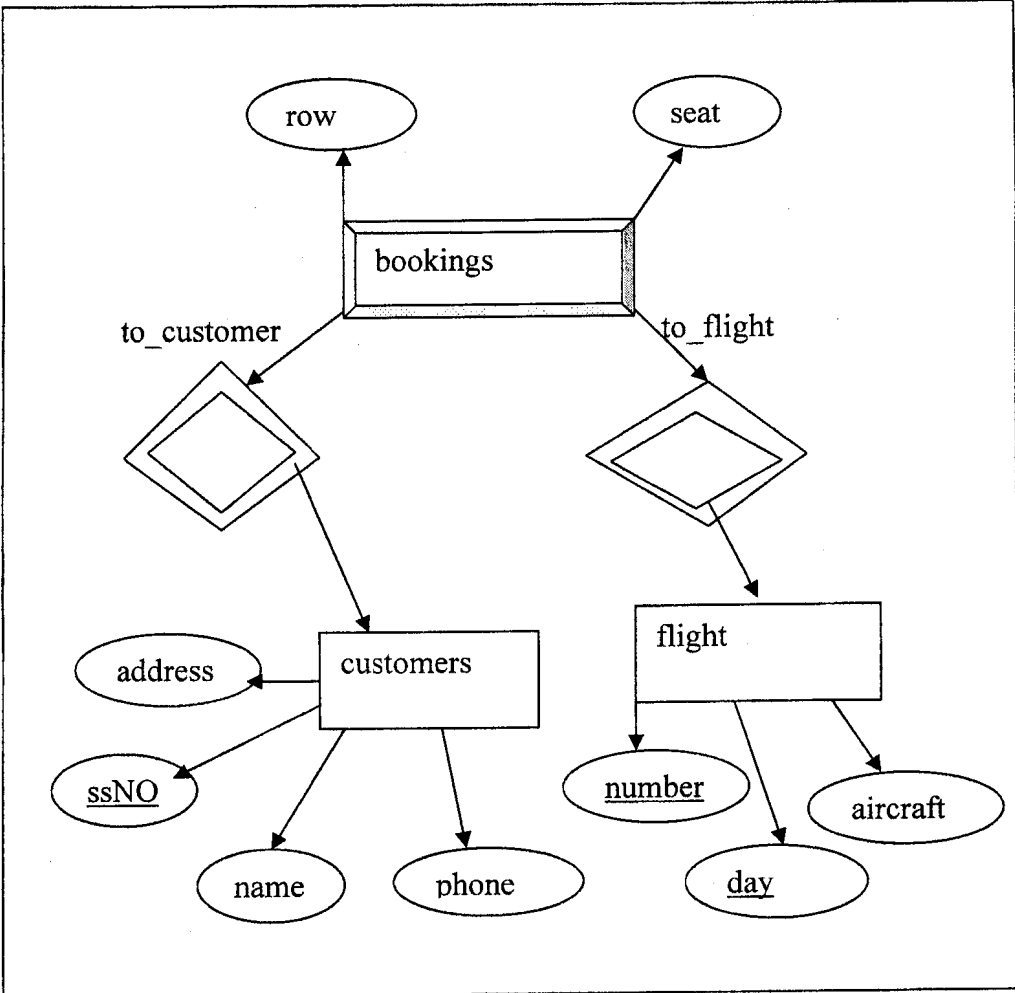 row
seat
bookings
to_customer
to_flight
customers
flight
address
ssNO
number
aircraft
name
phone
day